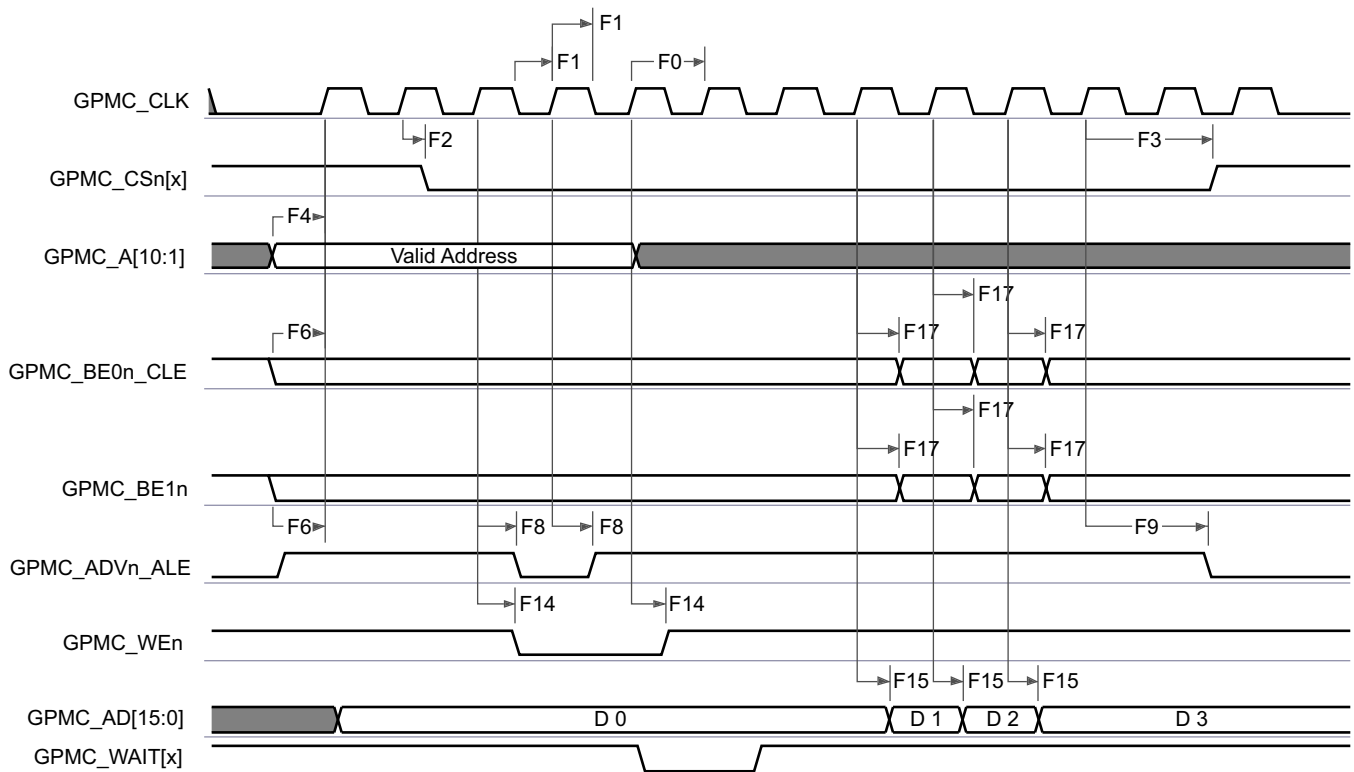 F1
F1
F0
GPMC_CLK
F2
F3
GPMC_CSn[x]
F4
GPMC_A[10:1]
Valid Address
F17
F6
F17
F17
GPMC_BE0n_CLE
F17
F17
F17
GPMC_BE1n
F6
F8
F8
F9
GPMC_ADVn_ALE
F14
F14
GPMC_WEn
F15
F15
F15
GPMC_AD[15:0]
D 0
D 1
D 2
D 3
GPMC_WAIT[x]